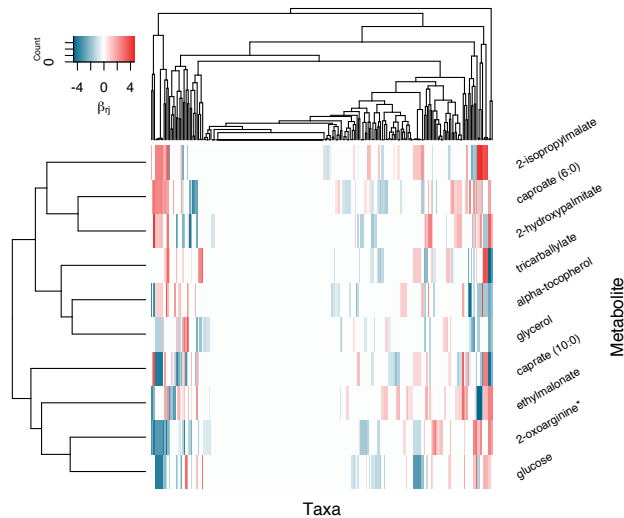 Count
0
-4 0 4
βrj
2-isopropylmalate
caproate (6:0)
2-hydroxypalmitate
tricarballylate
alpha-tocopherol
glycerol
caprate (10:0)
ethylmalonate
2-oxoarginine*
glucose
Metabolite
Taxa